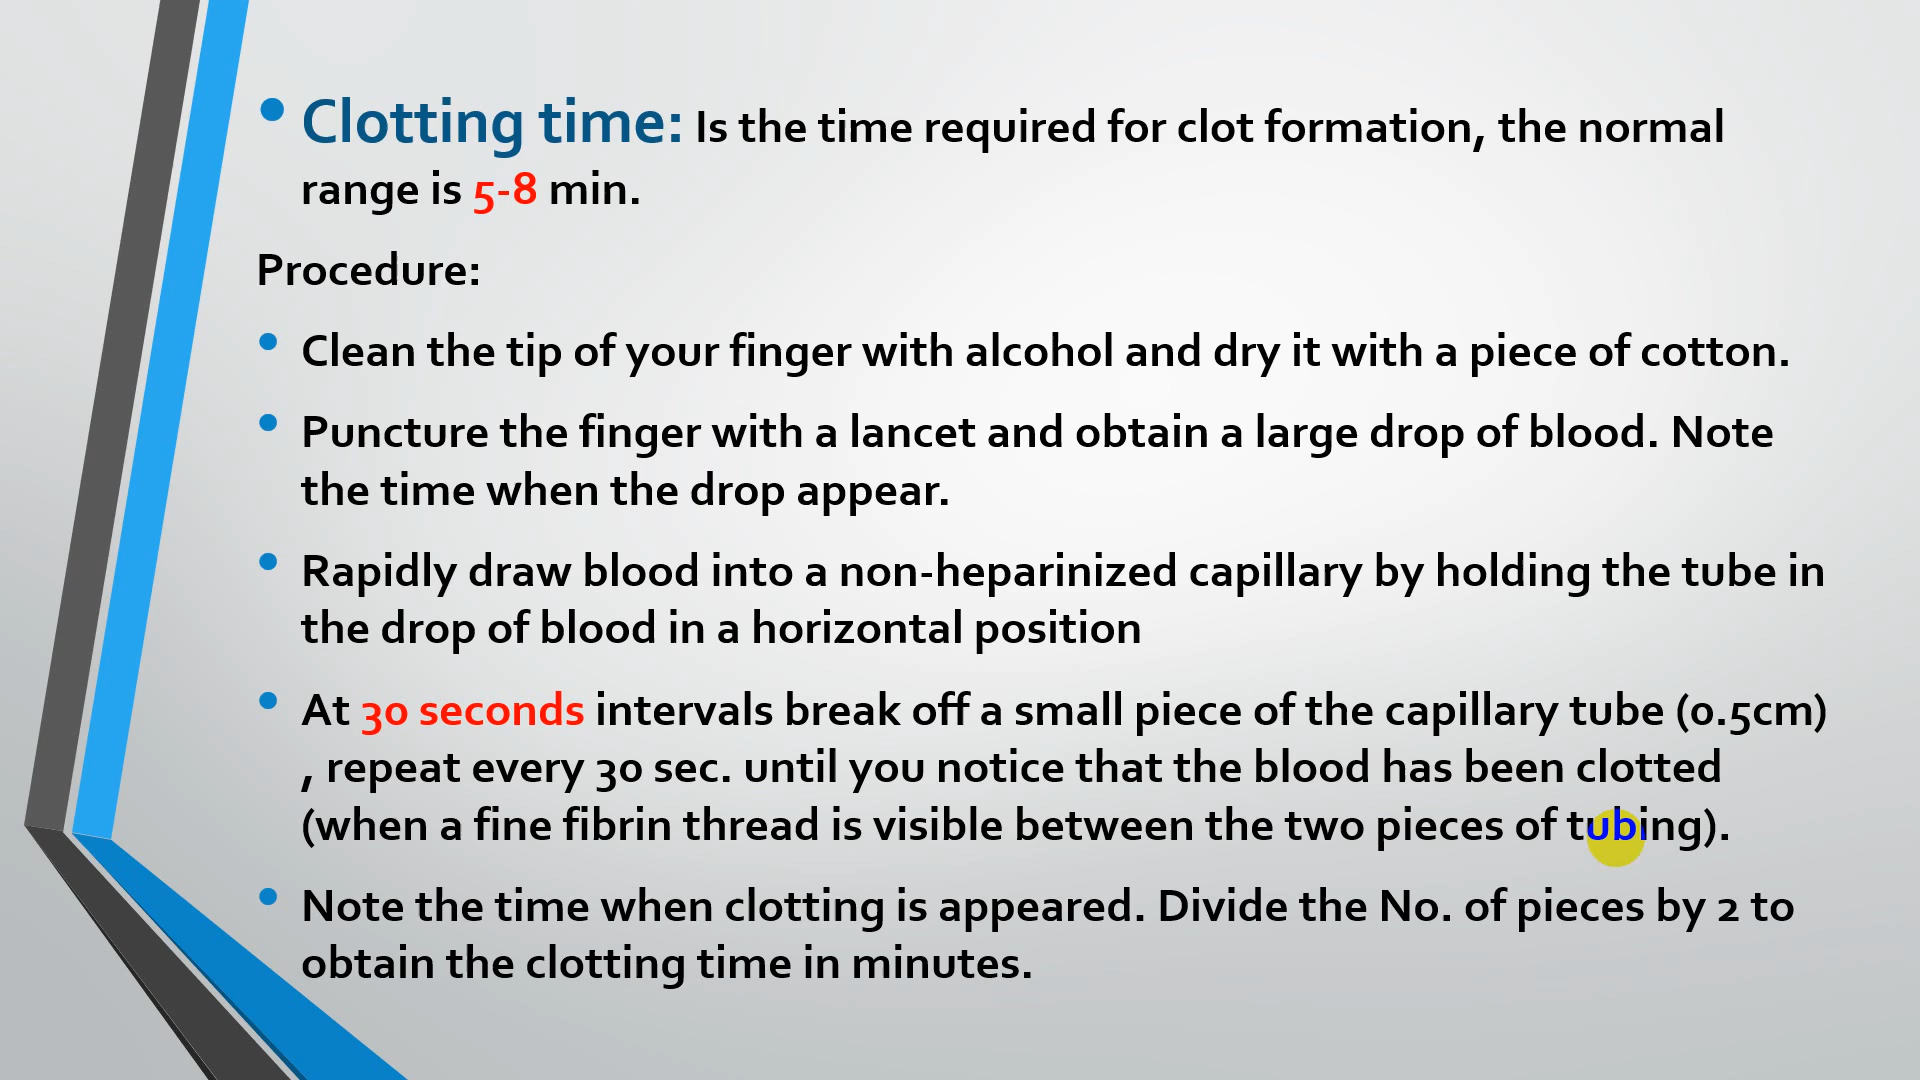 • Clotting time: Is the time required for clot formation, the normal
range is 5-8 min.
Procedure:
• Clean the tip of your finger with alcohol and dry it with a piece of cotton.
• Puncture the finger with a lancet and obtain a large drop of blood. Note
the time when the drop appear.
• Rapidly draw blood into a non-heparinized capillary by holding the tube in
the drop of blood in a horizontal position
• At 30 seconds intervals break off a small piece of the capillary tube (0.5cm)
, repeat every 30 sec. until you notice that the blood has been clotted
(when a fine fibrin thread is visible between the two pieces of tubing).
• Note the time when clotting is appeared. Divide the No. of pieces by 2 to
obtain the clotting time in minutes.